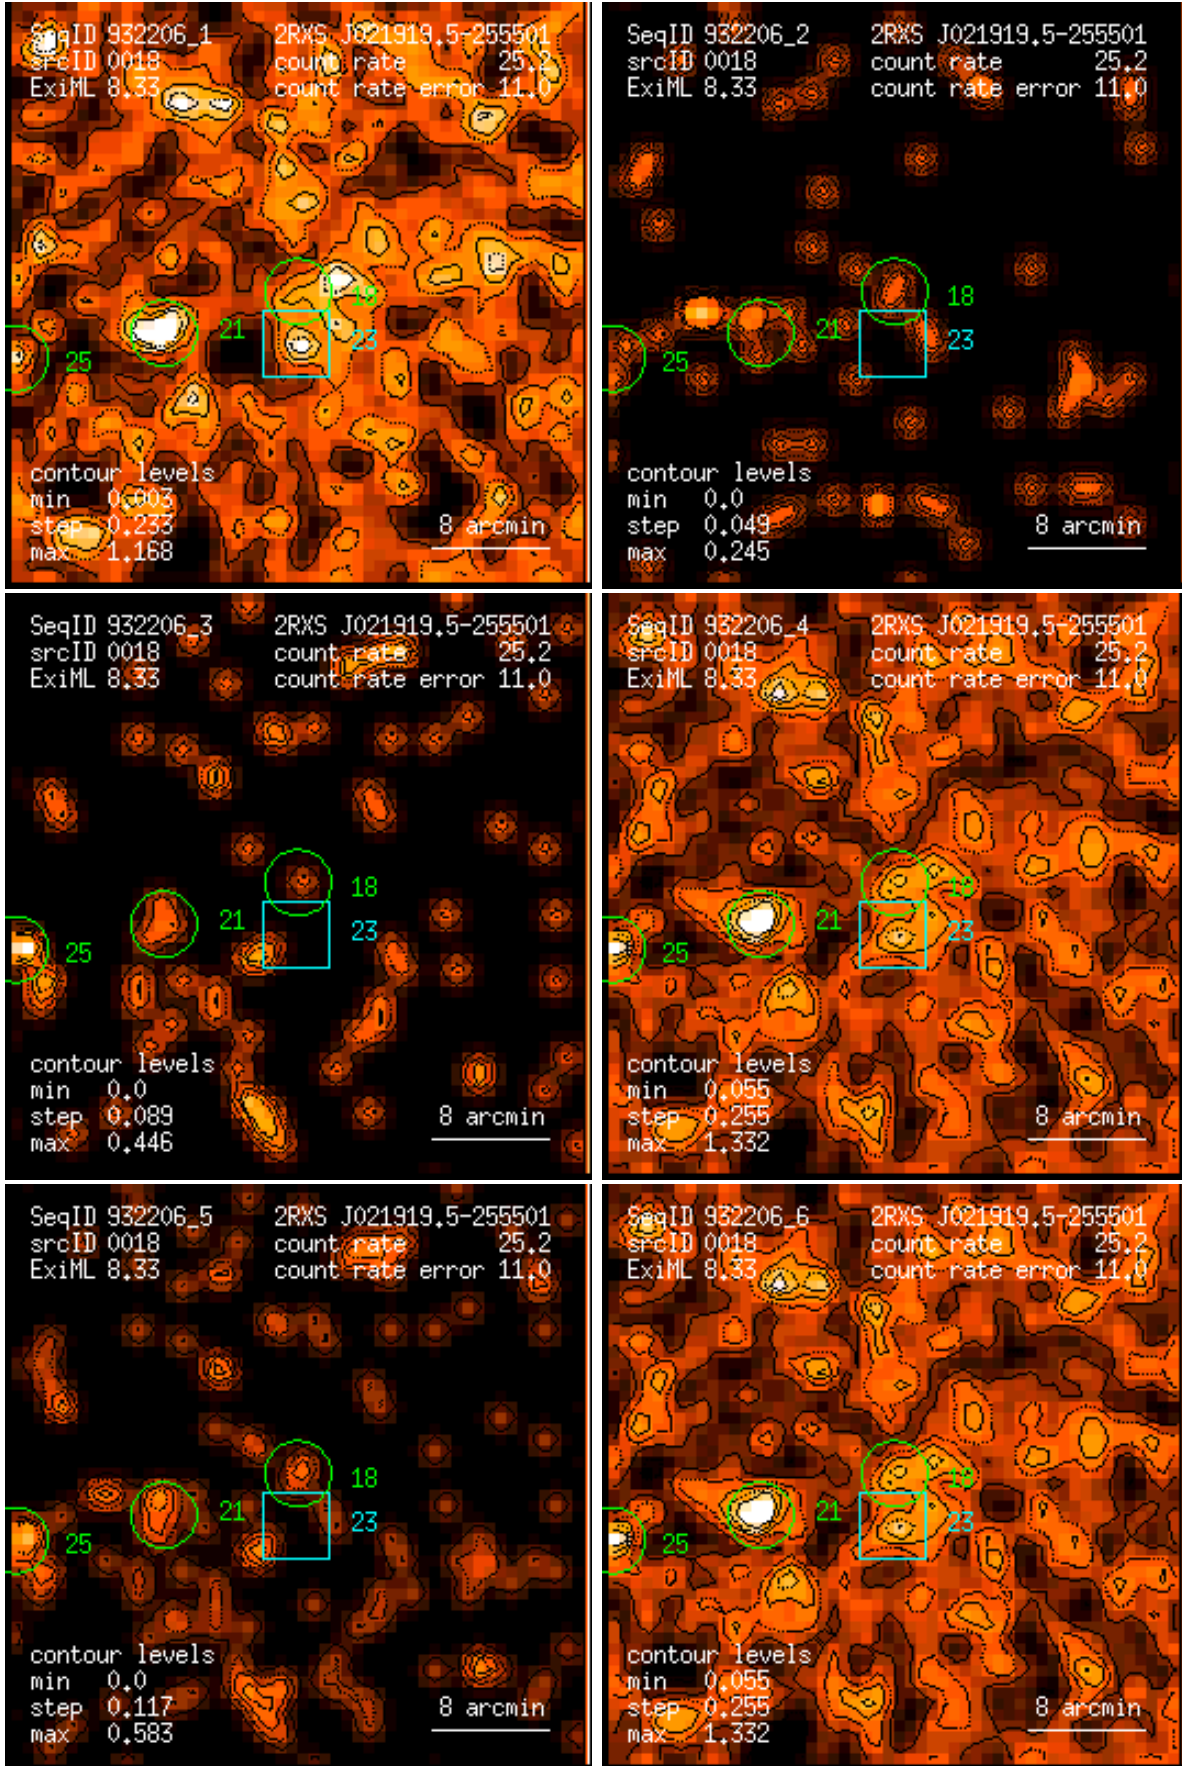 SeqID 932206_1 2RXS J021919.5-255501
srcID 0018 count rate 25.2
ExiML 8.33 count rate error 11.0
18
21
23
25
contour levels
min 0.003
step 0.233
max 1.168
8 arcmin
SeqID 932206_2 2RXS J021919.5-255501
srcID 0018 count rate 25.2
ExiML 8.33 count rate error 11.0
18
21
23
25
contour levels
min 0.0
step 0.049
max 0.245
8 arcmin
SeqID 932206_3 2RXS J021919.5-255501
srcID 0018 count rate 25.2
ExiML 8.33 count rate error 11.0
18
21
23
25
contour levels
min 0.0
step 0.089
max 0.446
8 arcmin
SeqID 932206_4 2RXS J021919.5-255501
srcID 0018 count rate 25.2
ExiML 8.33 count rate error 11.0
18
21
23
25
contour levels
min 0.055
step 0.255
max 1.332
8 arcmin
SeqID 932206_5 2RXS J021919.5-255501
srcID 0018 count rate 25.2
ExiML 8.33 count rate error 11.0
18
21
23
25
contour levels
min 0.0
step 0.117
max 0.583
8 arcmin
SeqID 932206_6 2RXS J021919.5-255501
srcID 0018 count rate 25.2
ExiML 8.33 count rate error 11.0
18
21
23
25
contour levels
min 0.055
step 0.255
max 1.332
8 arcmin